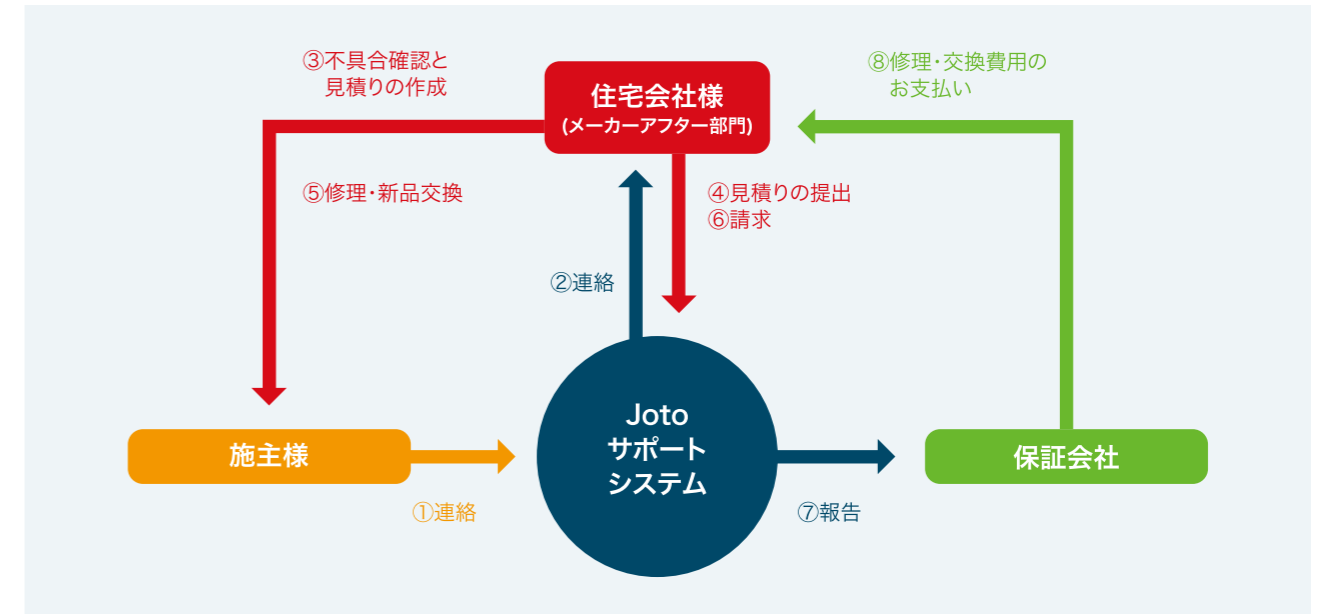 ③不具合確認と
見積りの作成
住宅会社様
(メーカーアフター部門)
⑧修理・交換費用の
お支払い
⑤修理・新品交換
④見積りの提出
⑥請求
②連絡
Joto
サポート
システム
施主様
保証会社
①連絡
⑦報告